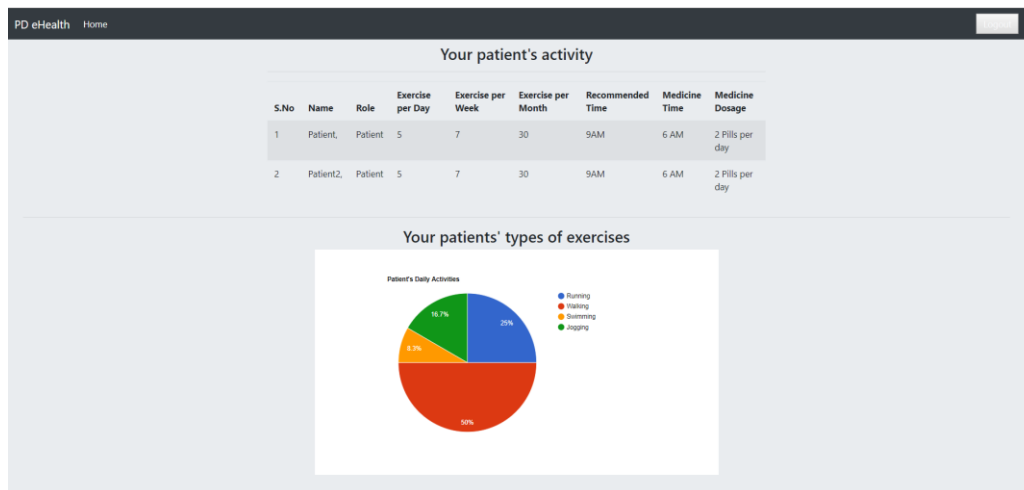 PD eHealth Home
Your patient's activity
S.No Name Role Exercise per Day Exercise per Week Exercise per Month Recommended Time Medicine Time Medicine Dosage
1 Patient, Patient 5 7 30 9AM 6 AM 2 Pills per day
2 Patient2, Patient 5 7 30 9AM 6 AM 2 Pills per day
Your patients' types of exercises
Patient's Daily Activities
Running
Walking
Swimming
Jogging
16.7%
25%
8.3%
50%